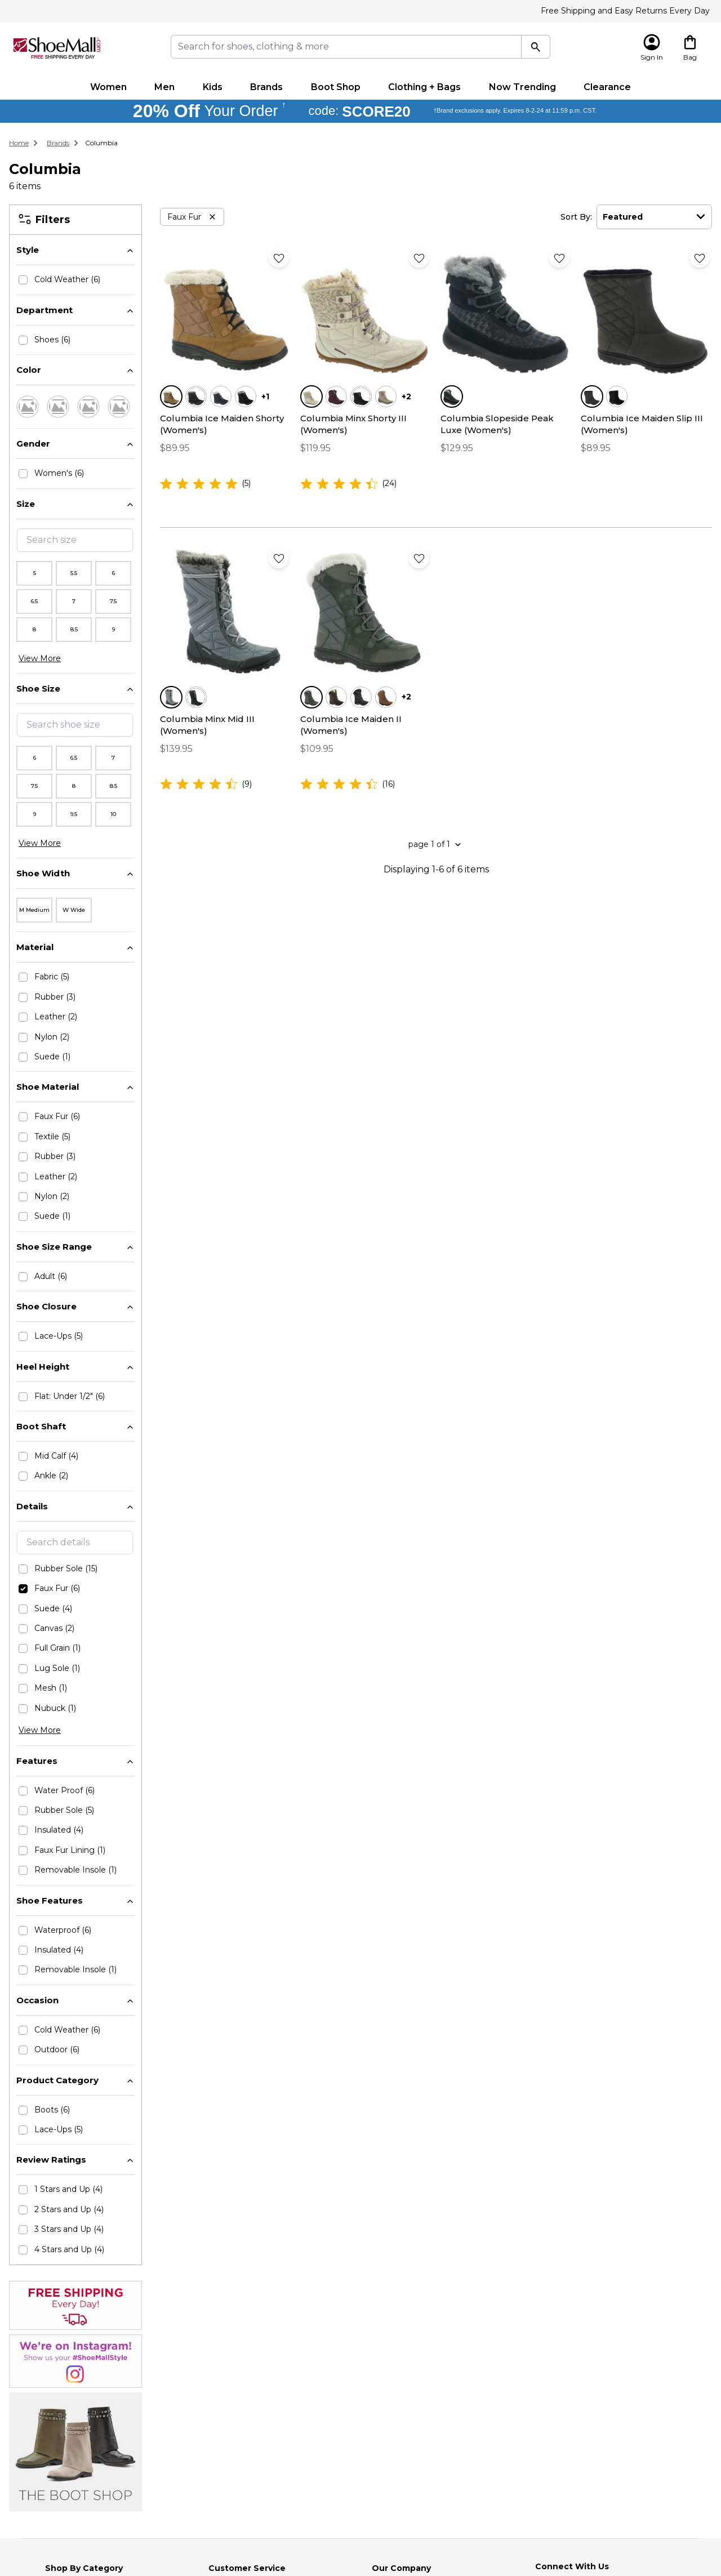 Free Shipping and Easy Returns Every Day
ShoeMall
FREE SHIPPING EVERY DAY
Search for shoes, clothing & more
Sign In
Bag
Women Men Kids Brands Boot Shop Clothing + Bags Now Trending Clearance
20% Off Your Order † code: SCORE20 †Brand exclusions apply. Expires 8-2-24 at 11:59 p.m. CST.
Home > Brands > Columbia
Columbia
6 items
Filters
Style
Cold Weather (6)
Department
Shoes (6)
Color
Gender
Women's (6)
Size
Search size
5 5.5 6
6.5 7 7.5
8 8.5 9
View More
Shoe Size
Search shoe size
6 6.5 7
7.5 8 8.5
9 9.5 10
View More
Shoe Width
M Medium W Wide
Material
Fabric (5)
Rubber (3)
Leather (2)
Nylon (2)
Suede (1)
Shoe Material
Faux Fur (6)
Textile (5)
Rubber (3)
Leather (2)
Nylon (2)
Suede (1)
Shoe Size Range
Adult (6)
Shoe Closure
Lace-Ups (5)
Heel Height
Flat: Under 1/2" (6)
Boot Shaft
Mid Calf (4)
Ankle (2)
Details
Search details
Rubber Sole (15)
Faux Fur (6)
Suede (4)
Canvas (2)
Full Grain (1)
Lug Sole (1)
Mesh (1)
Nubuck (1)
View More
Features
Water Proof (6)
Rubber Sole (5)
Insulated (4)
Faux Fur Lining (1)
Removable Insole (1)
Shoe Features
Waterproof (6)
Insulated (4)
Removable Insole (1)
Occasion
Cold Weather (6)
Outdoor (6)
Product Category
Boots (6)
Lace-Ups (5)
Review Ratings
1 Stars and Up (4)
2 Stars and Up (4)
3 Stars and Up (4)
4 Stars and Up (4)
FREE SHIPPING
Every Day!
We're on Instagram!
Show us your #ShoeMallStyle
THE BOOT SHOP
Faux Fur
Sort By: Featured
+1
Columbia Ice Maiden Shorty
(Women's)
$89.95
(5)
+2
Columbia Minx Shorty III
(Women's)
$119.95
(24)
Columbia Slopeside Peak
Luxe (Women's)
$129.95
Columbia Ice Maiden Slip III
(Women's)
$89.95
Columbia Minx Mid III
(Women's)
$139.95
(9)
+2
Columbia Ice Maiden II
(Women's)
$109.95
(16)
page 1 of 1
Displaying 1-6 of 6 items
Shop By Category
Customer Service
Our Company
Connect With Us